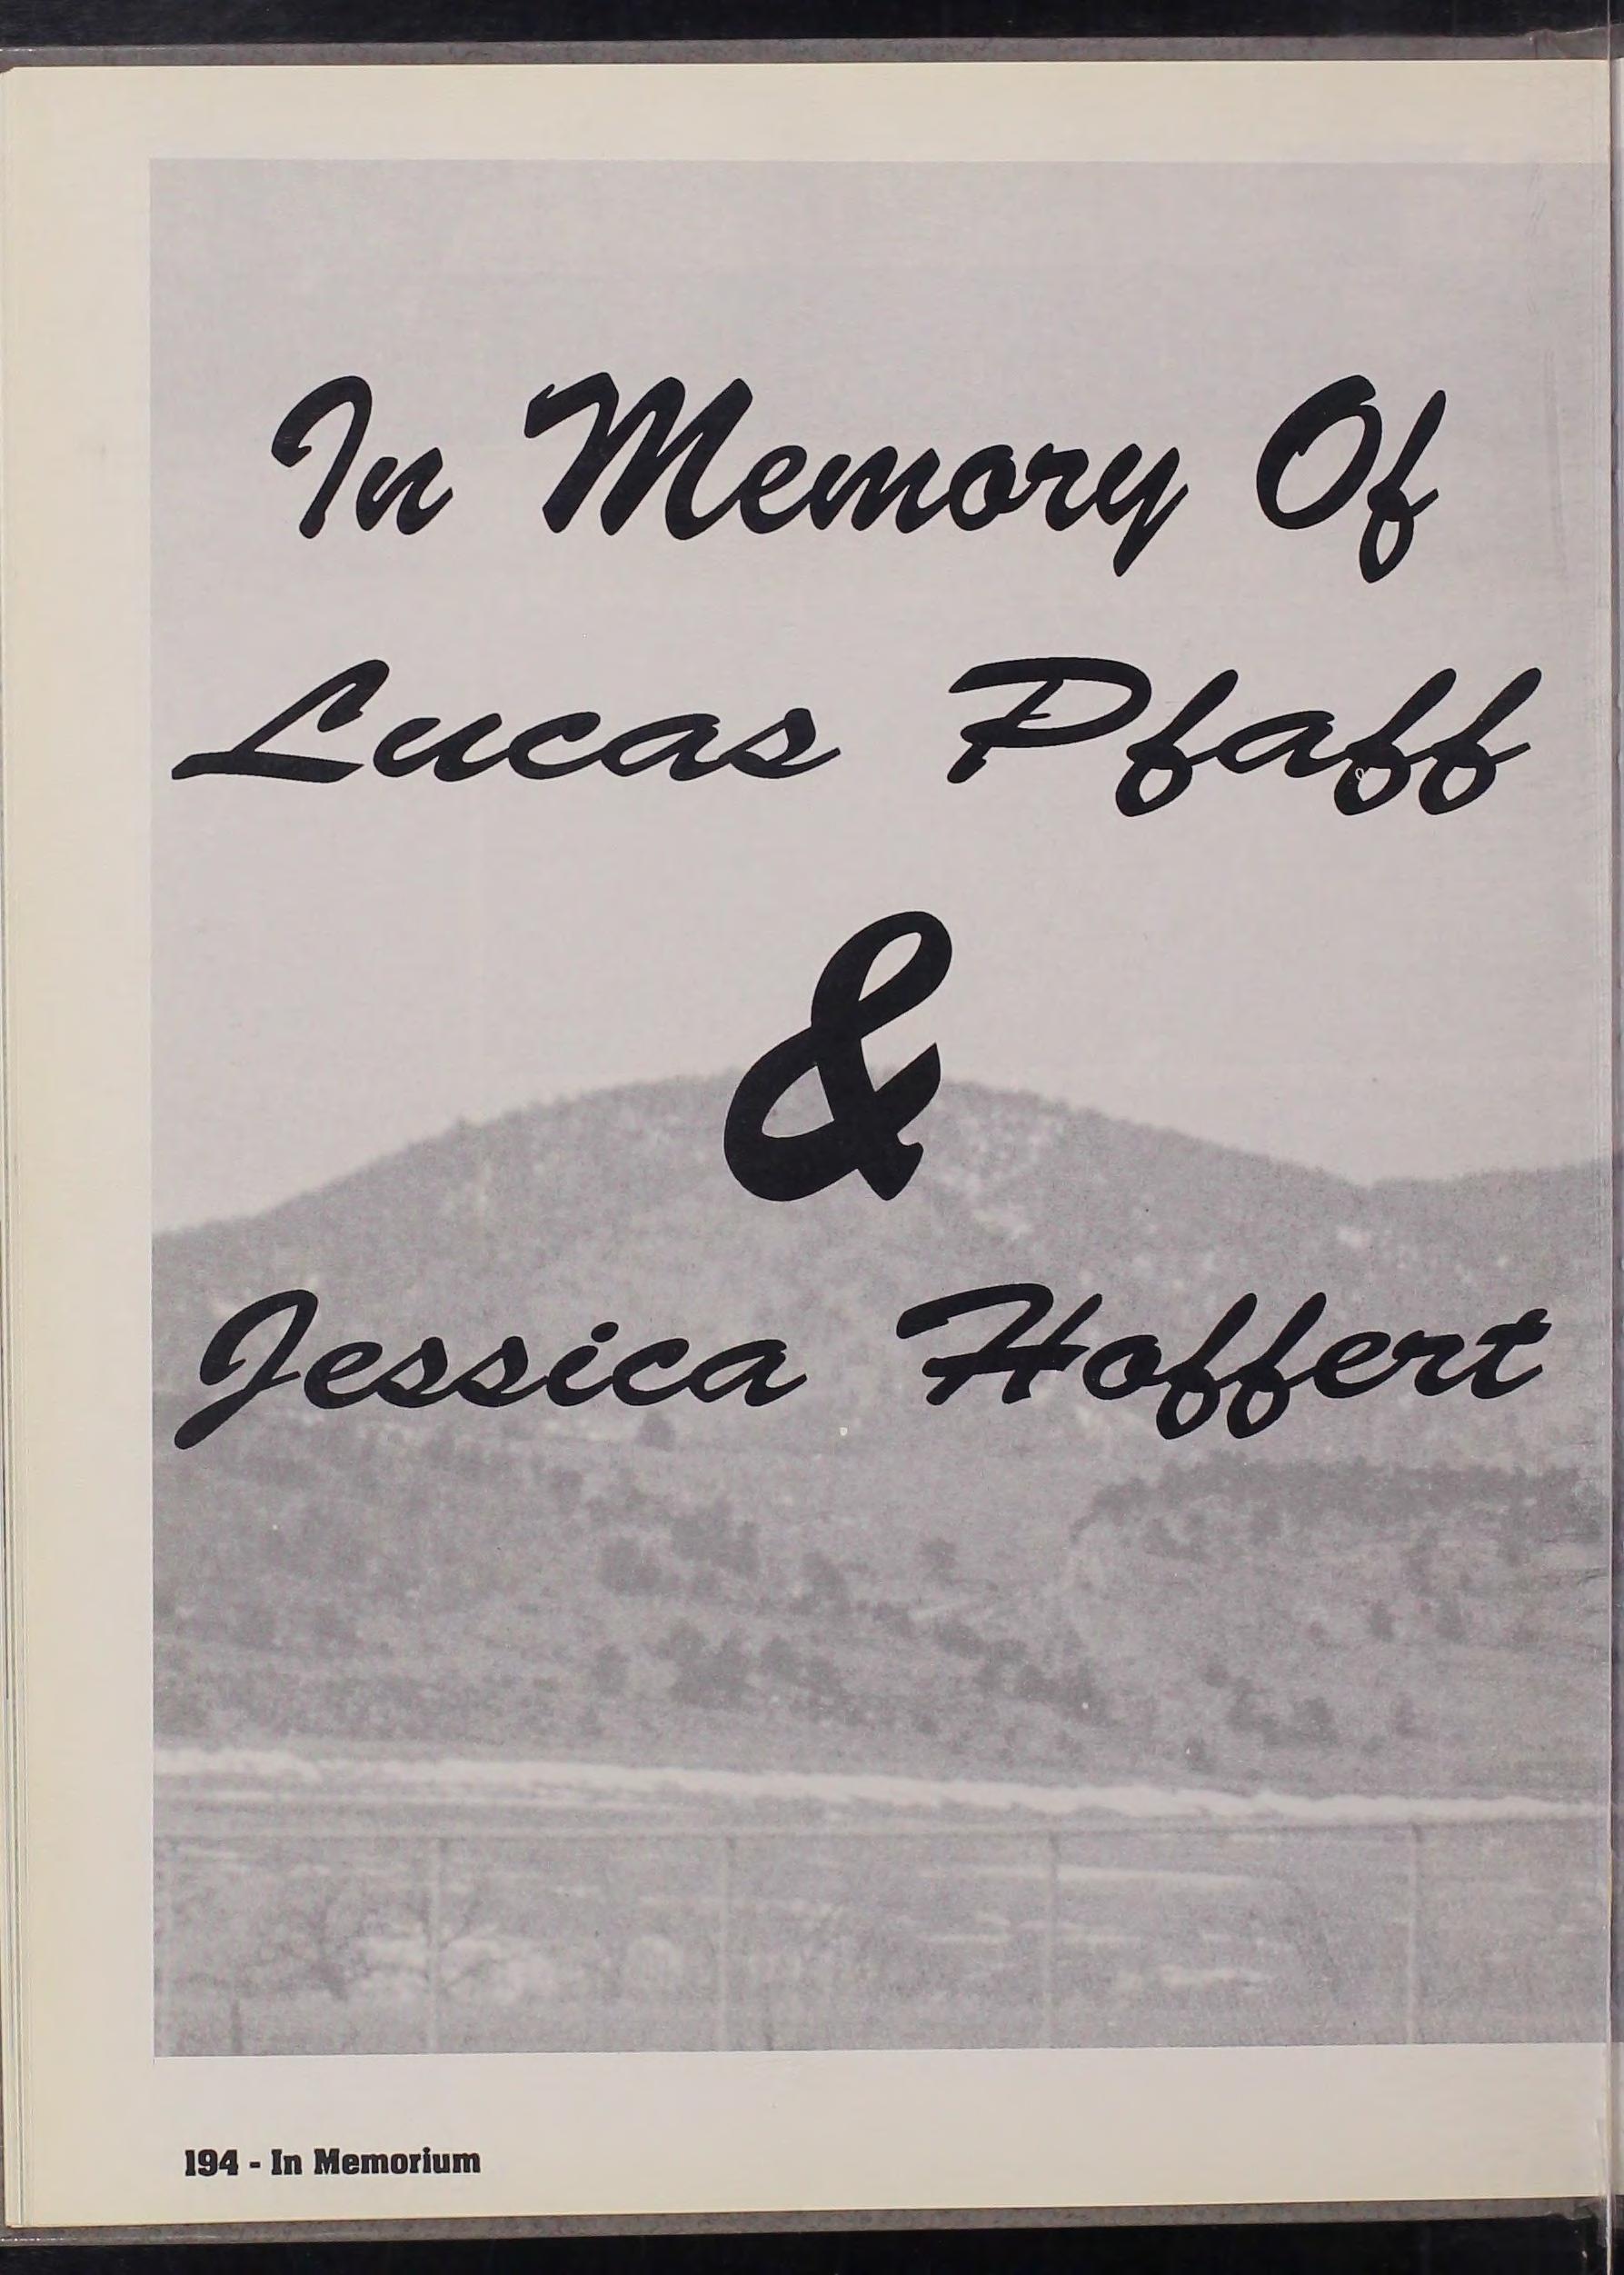 In Memory Of
Lucas Pfaff
&
Jessica Hoffert
194 - In Memorium